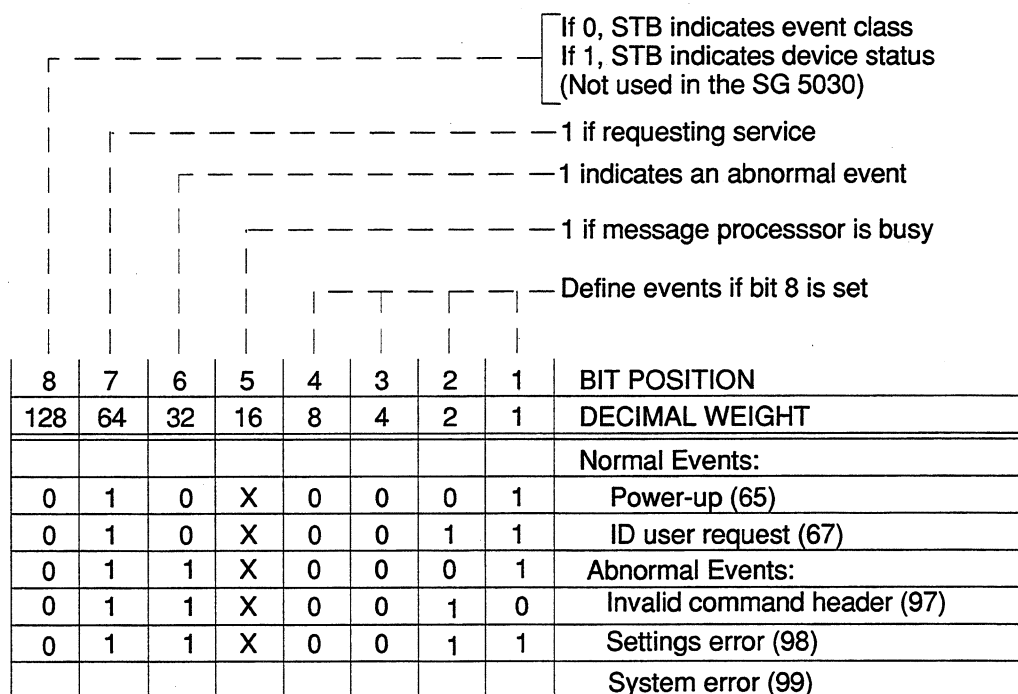 If 0, STB indicates event class
If 1, STB indicates device status
(Not used in the SG 5030)
1 if requesting service
1 indicates an abnormal event
1 if message processsor is busy
Define events if bit 8 is set
8 7 6 5 4 3 2 1 BIT POSITION
128 64 32 16 8 4 2 1 DECIMAL WEIGHT
Normal Events:
0 1 0 X 0 0 0 1 Power-up (65)
0 1 0 X 0 0 1 1 ID user request (67)
0 1 1 X 0 0 0 1 Abnormal Events:
0 1 1 X 0 0 1 0 Invalid command header (97)
0 1 1 X 0 0 1 1 Settings error (98)
System error (99)